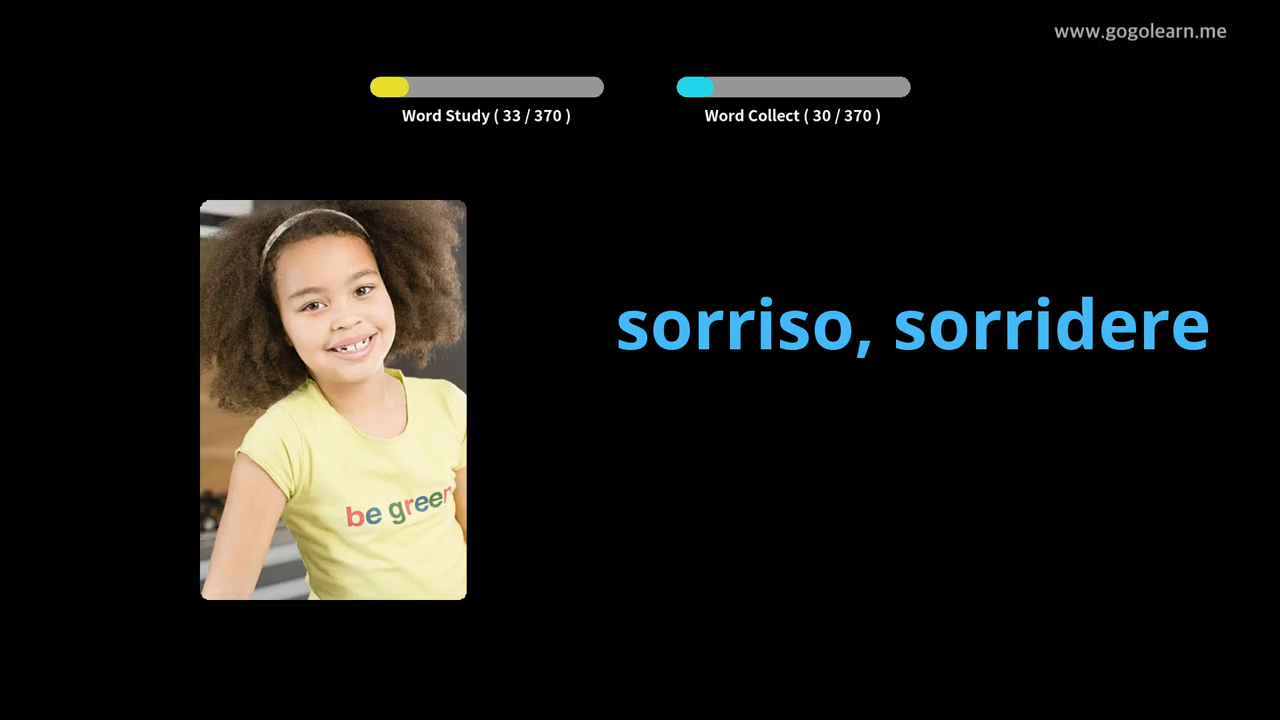 www.gogolearn.me
Word Study ( 33 / 370 )
Word Collect ( 30 / 370 )
sorriso, sorridere
be green